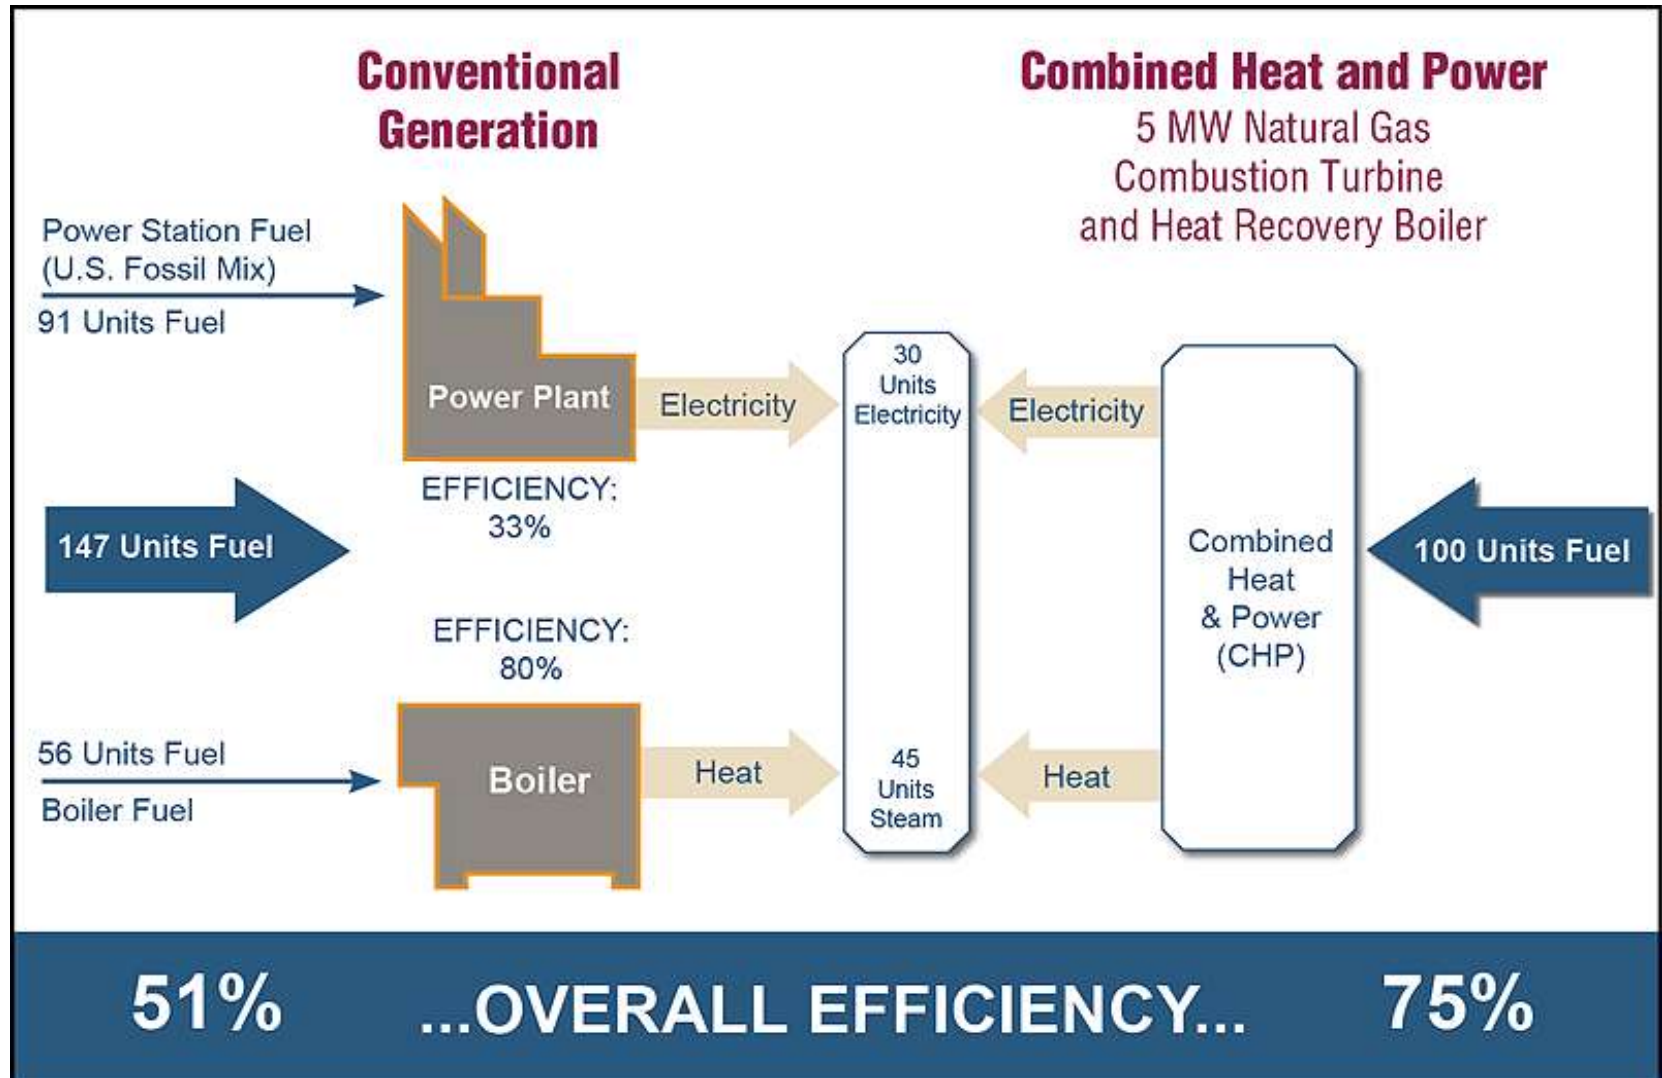 Conventional
Generation
Combined Heat and Power
5 MW Natural Gas
Combustion Turbine
and Heat Recovery Boiler
Power Station Fuel
(U.S. Fossil Mix)
91 Units Fuel
Power Plant
Electricity
30
Units
Electricity
Electricity
EFFICIENCY:
33%
147 Units Fuel
Combined
Heat
& Power
(CHP)
100 Units Fuel
EFFICIENCY:
80%
56 Units Fuel
Boiler Fuel
Boiler
Heat
45
Units
Steam
Heat
51%
...OVERALL EFFICIENCY...
75%